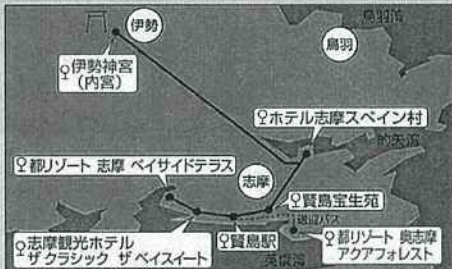 鳥羽湾
伊勢
鳥羽
伊勢神宮
(内宮)
ホテル志摩スペイン村
的矢湾
都リゾート 志摩 ベイサイドテラス
志摩
賢島宝生苑
送迎バス
志摩観光ホテル
ザ クラシック ザ ベイスイート
賢島駅
都リゾート 奥志摩
アクアフォレスト
英虞湾